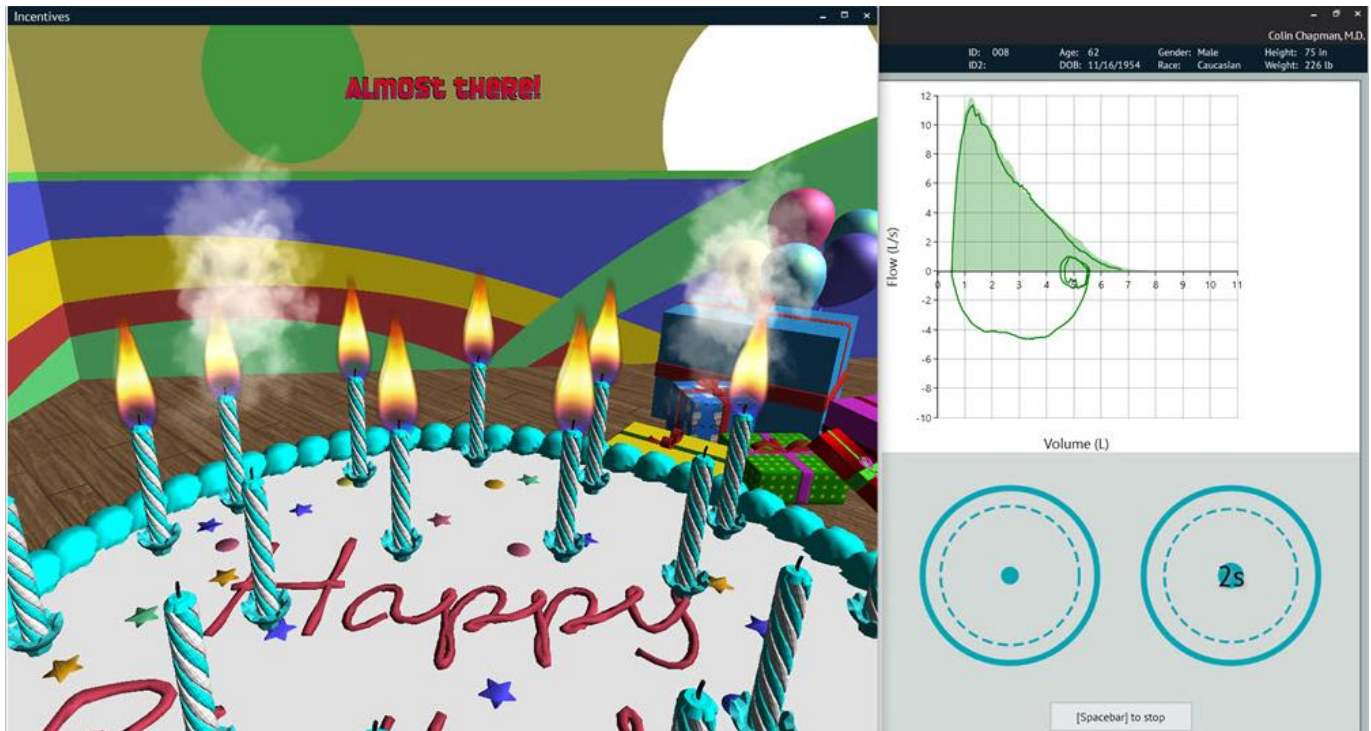 Incentives
ALMOST THERE!
Happy
Colin Chapman, M.D.
ID: 008 Age: 62 Gender: Male Height: 75 in
ID2: DOB: 11/16/1954 Race: Caucasian Weight: 226 lb
12
10
8
6
4
2
0
-2
-4
-6
-8
-10
Flow (L/s)
0 1 2 3 4 5 6 7 8 9 10 11
Volume (L)
2s
[Spacebar] to stop